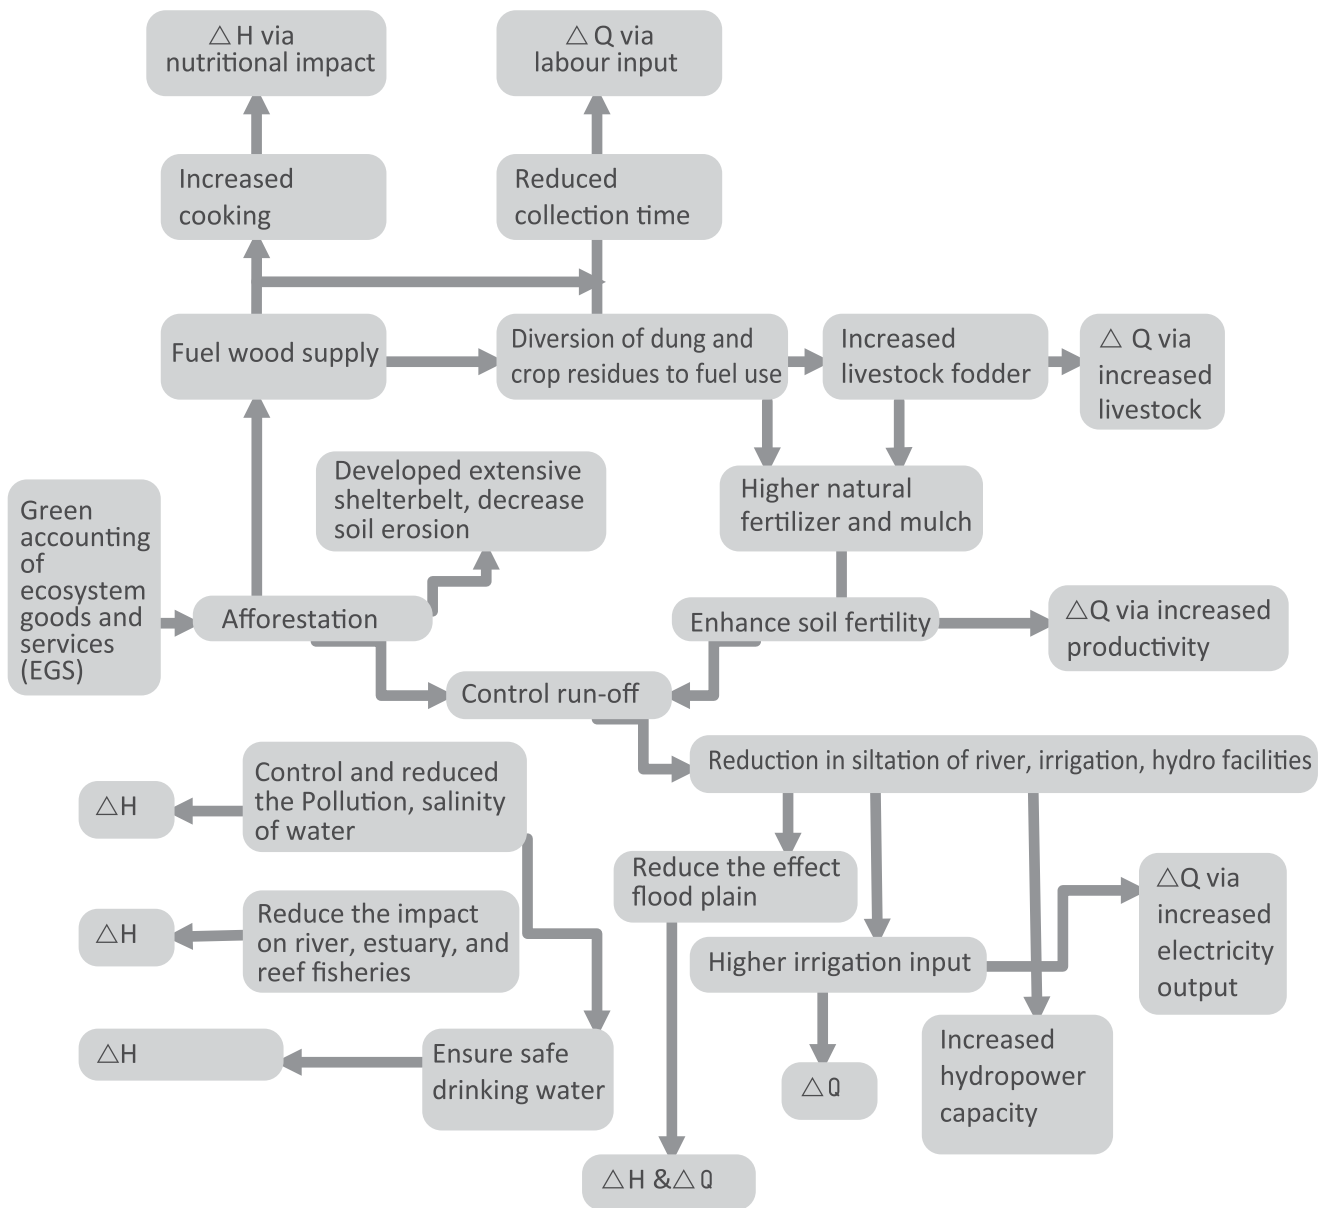 △ H via
nutritional impact
△ Q via
labour input
Increased
cooking
Reduced
collection time
Fuel wood supply
Diversion of dung and
crop residues to fuel use
Increased
livestock fodder
△ Q via
increased
livestock
Developed extensive
shelterbelt, decrease
soil erosion
Higher natural
fertilizer and mulch
Green
accounting
of
ecosystem
goods and
services
(EGS)
Afforestation
Enhance soil fertility
△Q via increased
productivity
Control run-off
Reduction in siltation of river, irrigation, hydro facilities
Control and reduced
the Pollution, salinity
of water
△H
Reduce the effect
flood plain
△Q via
increased
electricity
output
Reduce the impact
on river, estuary, and
reef fisheries
△H
Higher irrigation input
Increased
hydropower
capacity
Ensure safe
drinking water
△H
△Q
△H &△Q